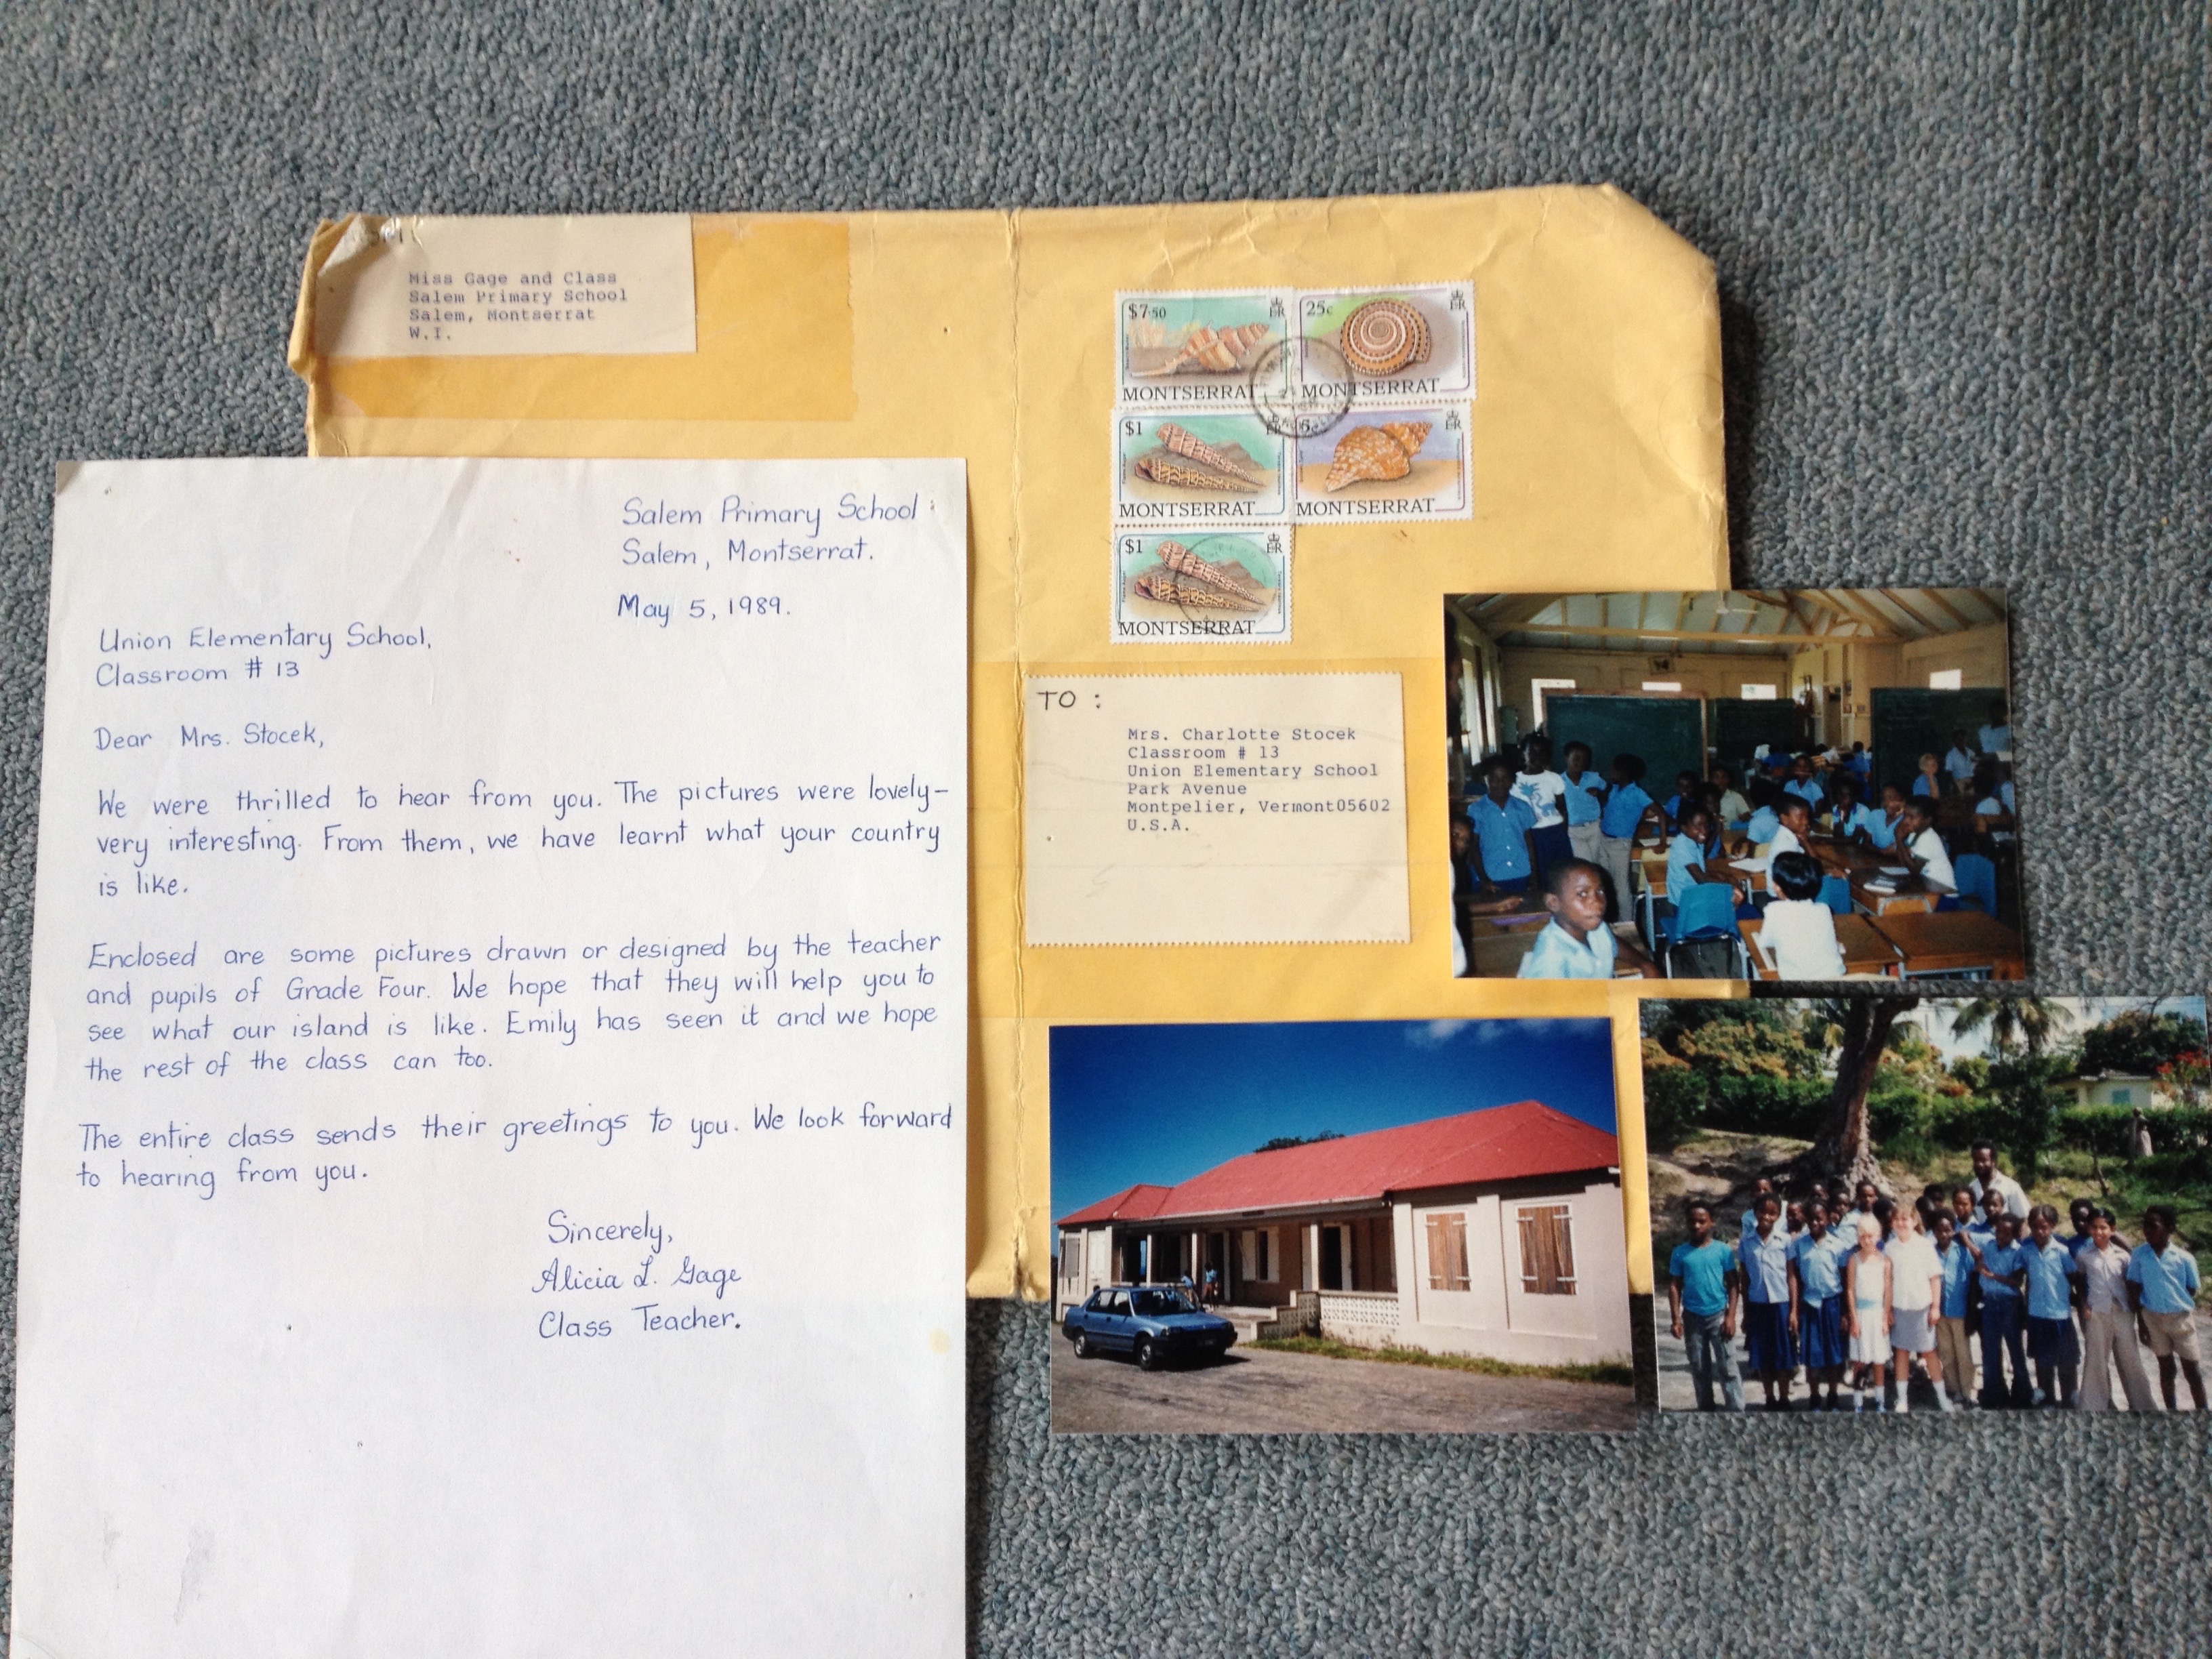 Miss Gage and Class
Salem Primary School
Salem, Montserrat
W.I.
$7.50
MONTSERRAT
25c
MONTSERRAT
$1
MONTSERRAT
5c
MONTSERRAT
$1
MONTSERRAT
TO :
Mrs. Charlotte Stocek
Classroom # 13
Union Elementary School
Park Avenue
Montpelier, Vermont05602
U.S.A.
Salem Primary School
Salem, Montserrat.
May 5, 1989.
Union Elementary School,
Classroom # 13
Dear Mrs. Stocek,
We were thrilled to hear from you. The pictures were lovely-
very interesting. From them, we have learnt what your country
is like.
Enclosed are some pictures drawn or designed by the teacher
and pupils of Grade Four. We hope that they will help you to
see what our island is like. Emily has seen it and we hope
the rest of the class can too.
The entire class sends their greetings to you. We look forward
to hearing from you.
Sincerely,
Alicia L. Gage
Class Teacher.